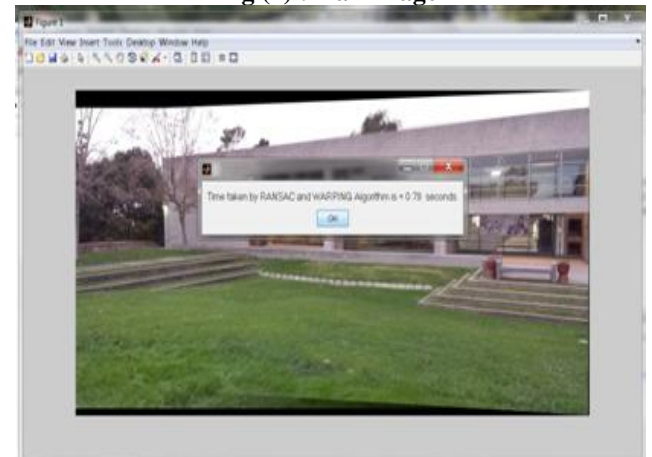 Figure 1
File Edit View Insert Tools Desktop Window Help
Time taken by RANSAC and WARPING Algorithm is = 0.78 seconds
OK